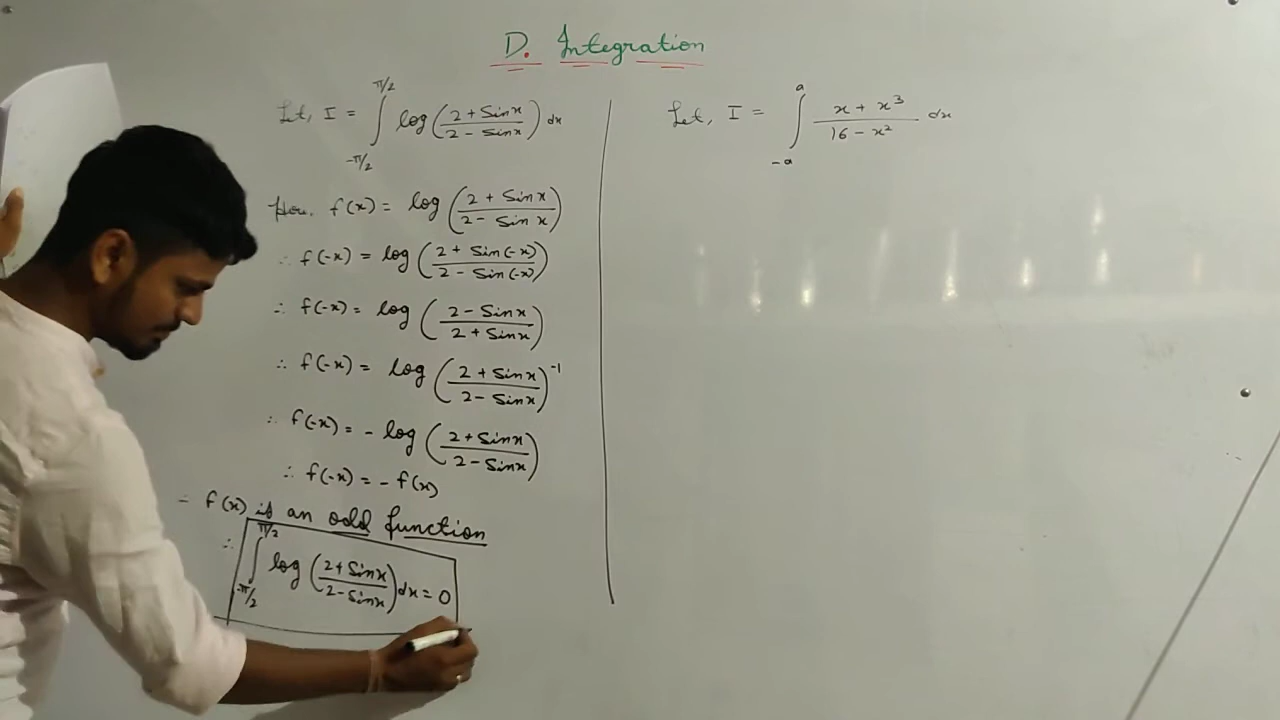 D. Integration
Let, I = ∫_{-π/2}^{π/2} log((2 + Sinx)/(2 - Sinx)) dx
Here, f(x) = log((2 + Sinx)/(2 - Sinx))
∴ f(-x) = log((2 + Sin(-x))/(2 - Sin(-x)))
∴ f(-x) = log((2 - Sinx)/(2 + Sinx))
∴ f(-x) = log((2 + Sinx)/(2 - Sinx))^{-1}
∴ f(-x) = - log((2 + Sinx)/(2 - Sinx))
∴ f(-x) = - f(x)
∴ f(x) is an odd function
∴ ∫_{-π/2}^{π/2} log((2 + Sinx)/(2 - Sinx)) dx = 0
Let, I = ∫_{-a}^{a} (x + x³)/(16 - x²) dx